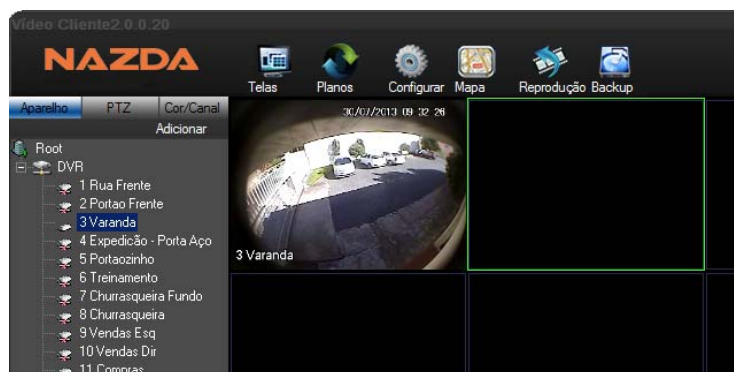 Vídeo Cliente2.0.0.20
NAZDA
Telas Planos Configurar Mapa Reprodução Backup
Aparelho PTZ Cor/Canal
Adicionar
30/07/2013 09 32 26
Root
DVR
1 Rua Frente
2 Portao Frente
3 Varanda
4 Expedicão - Porta Aço
5 Portaozinho
6 Treinamento
7 Churrasqueira Fundo
8 Churrasqueira
9 Vendas Esq
10 Vendas Dir
11 Compras
3 Varanda